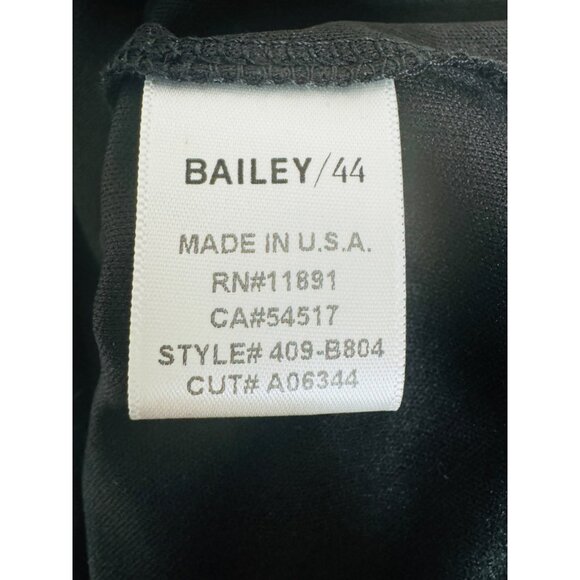 BAILEY/44
MADE IN U.S.A.
RN#11891
CA#54517
STYLE# 409-B804
CUT# A06344